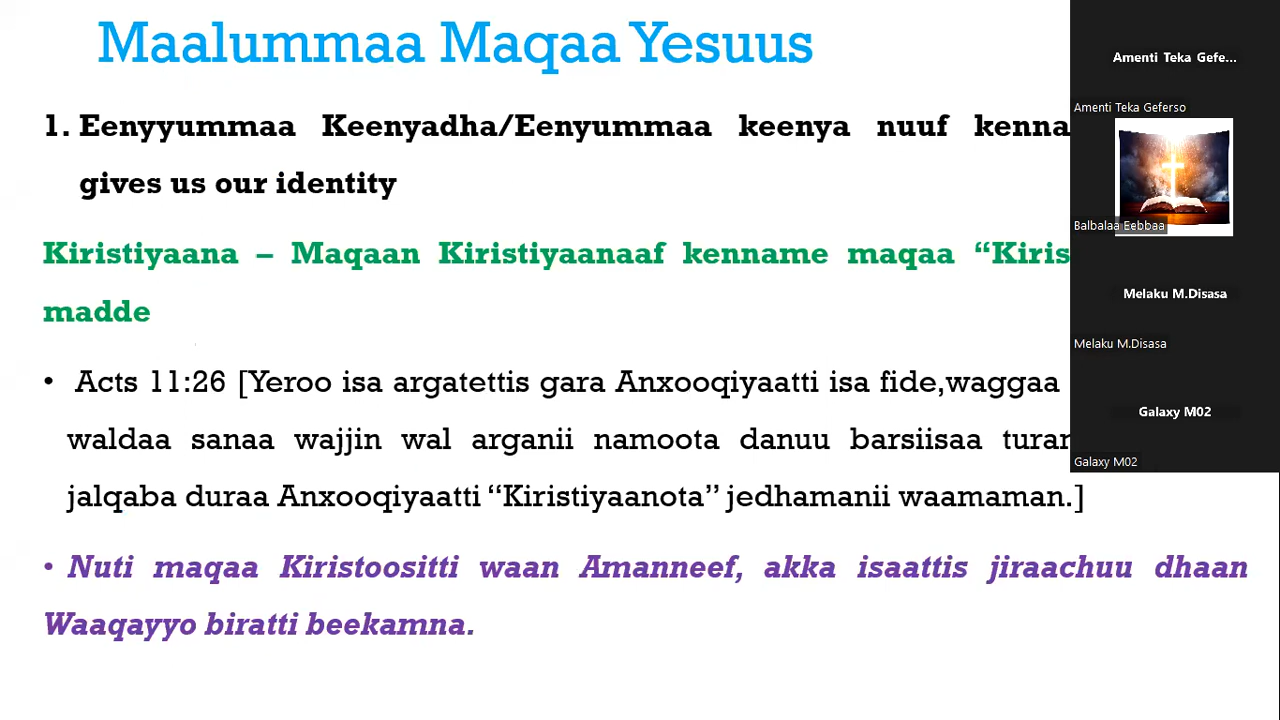 Maalummaa Maqaa Yesuus
1. Eenyyummaa Keenyadha/Eenyummaa keenya nuuf kenna
gives us our identity
Kiristiyaana – Maqaan Kiristiyaanaaf kenname maqaa “Kiris
madde
• Acts 11:26 [Yeroo isa argatettis gara Anxooqiyaatti isa fide,waggaa
waldaa sanaa wajjin wal arganii namoota danuu barsiisaa
jalqaba duraa Anxooqiyaatti “Kiristiyaanota” jedhamanii waamaman.]
• Nuti maqaa Kiristoositti waan Amanneef, akka isaattis jiraachuu dhaan
Waaqayyo biratti beekamna.
Amenti Teka Gefe...
Amenti Teka Geferso
Balbalaa Eebbaa
Melaku M.Disasa
Melaku M.Disasa
Galaxy M02
Galaxy M02